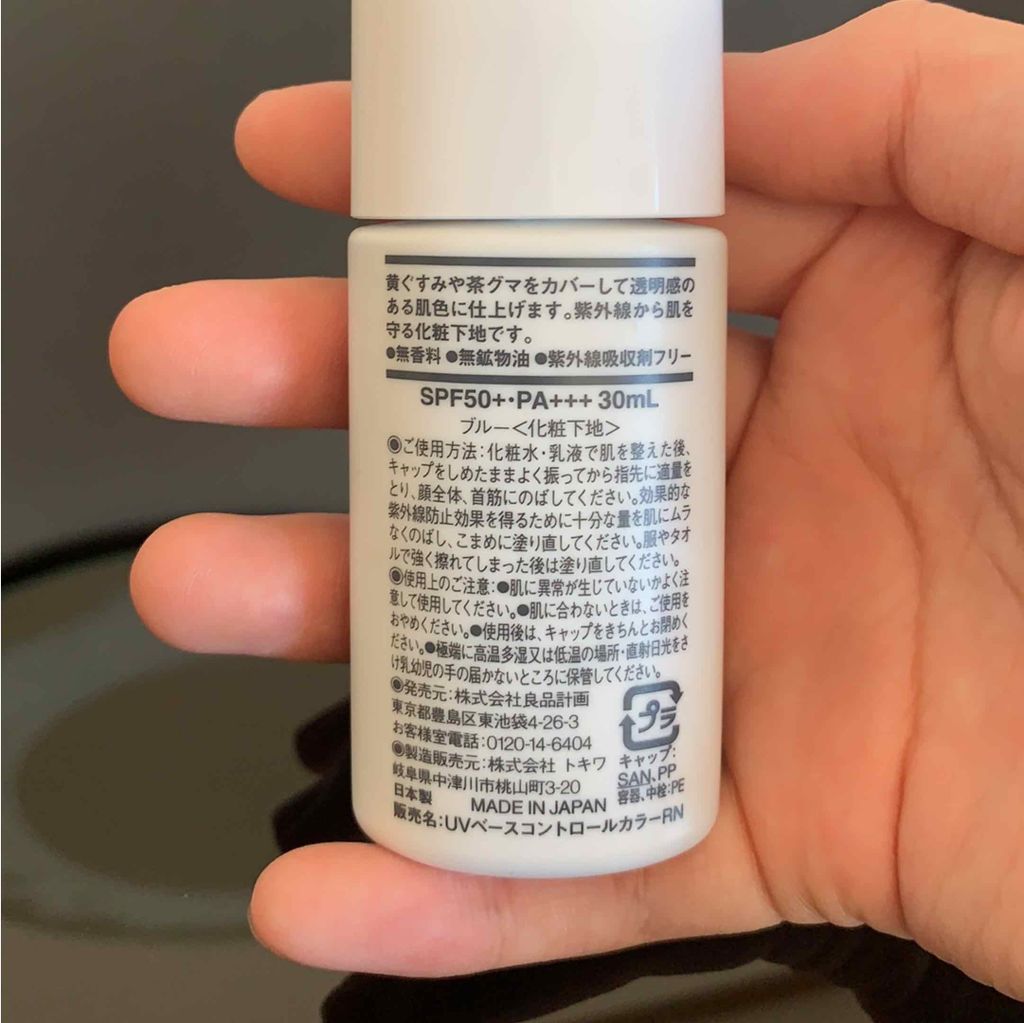 黄ぐすみや茶グマをカバーして透明感の
ある肌色に仕上げます。紫外線から肌を
守る化粧下地です。
●無香料 ●無鉱物油 ●紫外線吸収剤フリー
SPF50+・PA+++ 30mL
ブルー<化粧下地>
◉ご使用方法:化粧水・乳液で肌を整えた後、
キャップをしめたままよく振ってから指先に適量を
とり、顔全体、首筋にのばしてください。効果的な
紫外線防止効果を得るために十分な量を肌にムラ
なくのばし、こまめに塗り直してください。服やタオ
ルで強く擦れてしまった後は塗り直してください。
◉使用上のご注意:●肌に異常が生じていないかよく注
意して使用してください。●肌に合わないときは、ご使用を
おやめください。●使用後は、キャップをきちんとお閉めく
ださい。●極端に高温多湿又は低温の場所・直射日光をさ
け乳幼児の手の届かないところに保管してください。
◉発売元:株式会社良品計画
東京都豊島区東池袋4-26-3
お客様室電話:0120-14-6404
◉製造販売元:株式会社 トキワ
岐阜県中津川市桃山町3-20
日本製 MADE IN JAPAN
販売名:UVベースコントロールカラーRN
プラ
キャップ:
SAN、PP
容器、中栓:PE